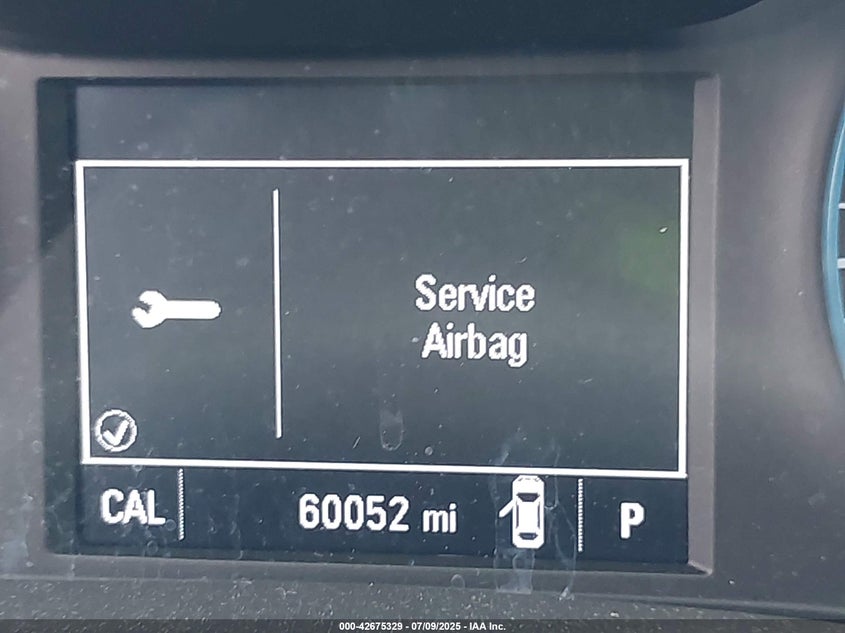 Service
Airbag
CAL 60052 mi P
000-42675329 - 07/09/2025 - IAA Inc.